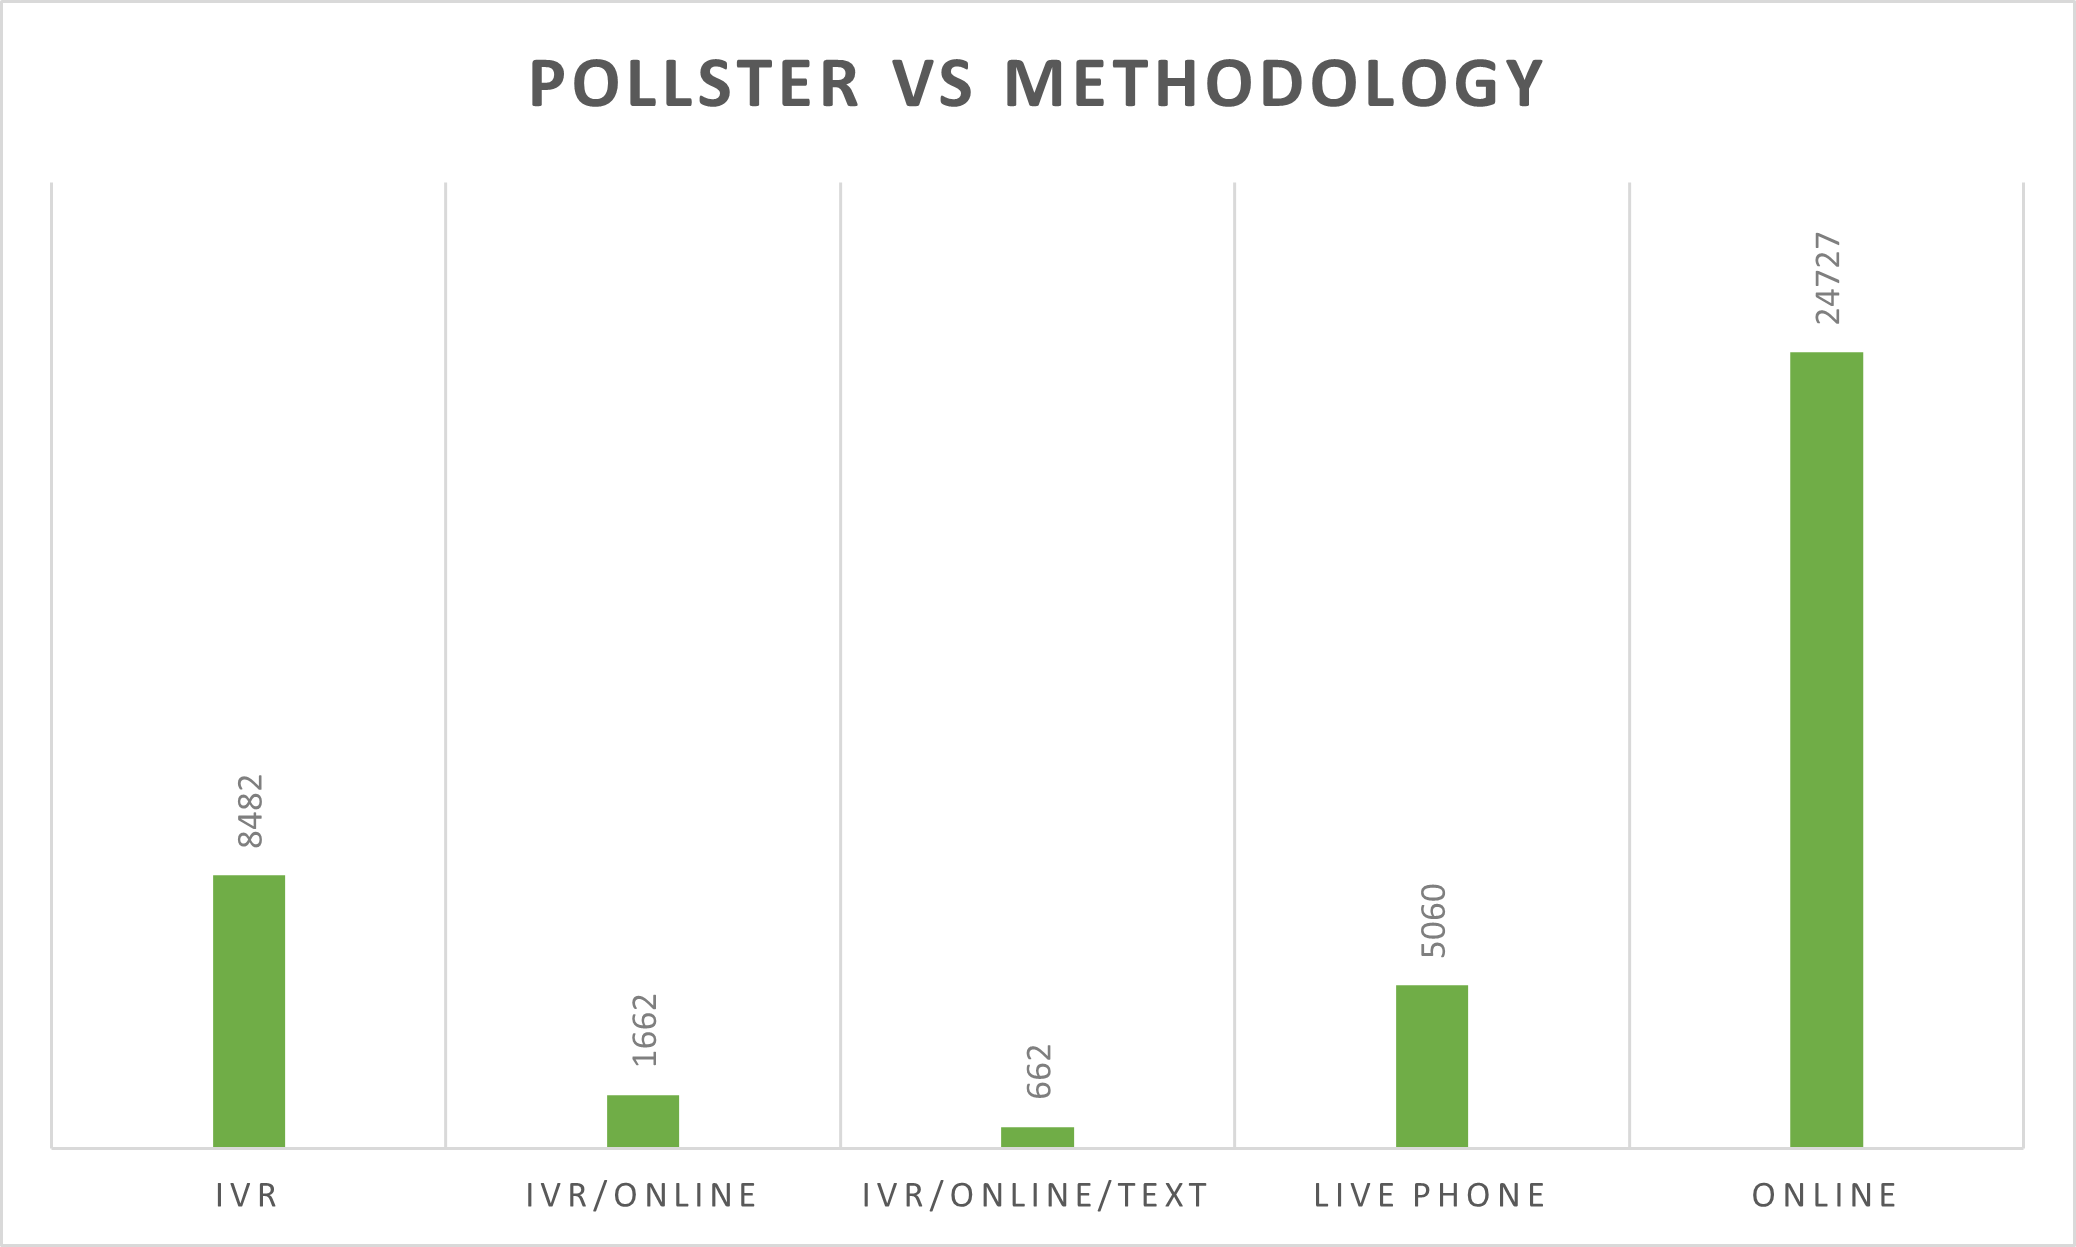 POLLSTER VS METHODOLOGY
8482
1662
662
5060
24727
IVR
IVR/ONLINE
IVR/ONLINE/TEXT
LIVE PHONE
ONLINE